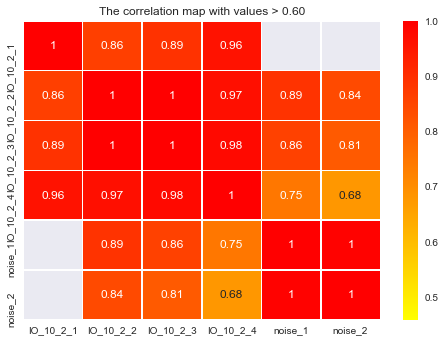 The correlation map with values > 0.60
IO_10_2_1
1 0.86 0.89 0.96
IO_10_2_2
0.86 1 1 0.97 0.89 0.84
IO_10_2_3
0.89 1 1 0.98 0.86 0.81
IO_10_2_4
0.96 0.97 0.98 1 0.75 0.68
noise_1
0.89 0.86 0.75 1 1
noise_2
0.84 0.81 0.68 1 1
IO_10_2_1 IO_10_2_2 IO_10_2_3 IO_10_2_4 noise_1 noise_2
1.0
0.9
0.8
0.7
0.6
0.5